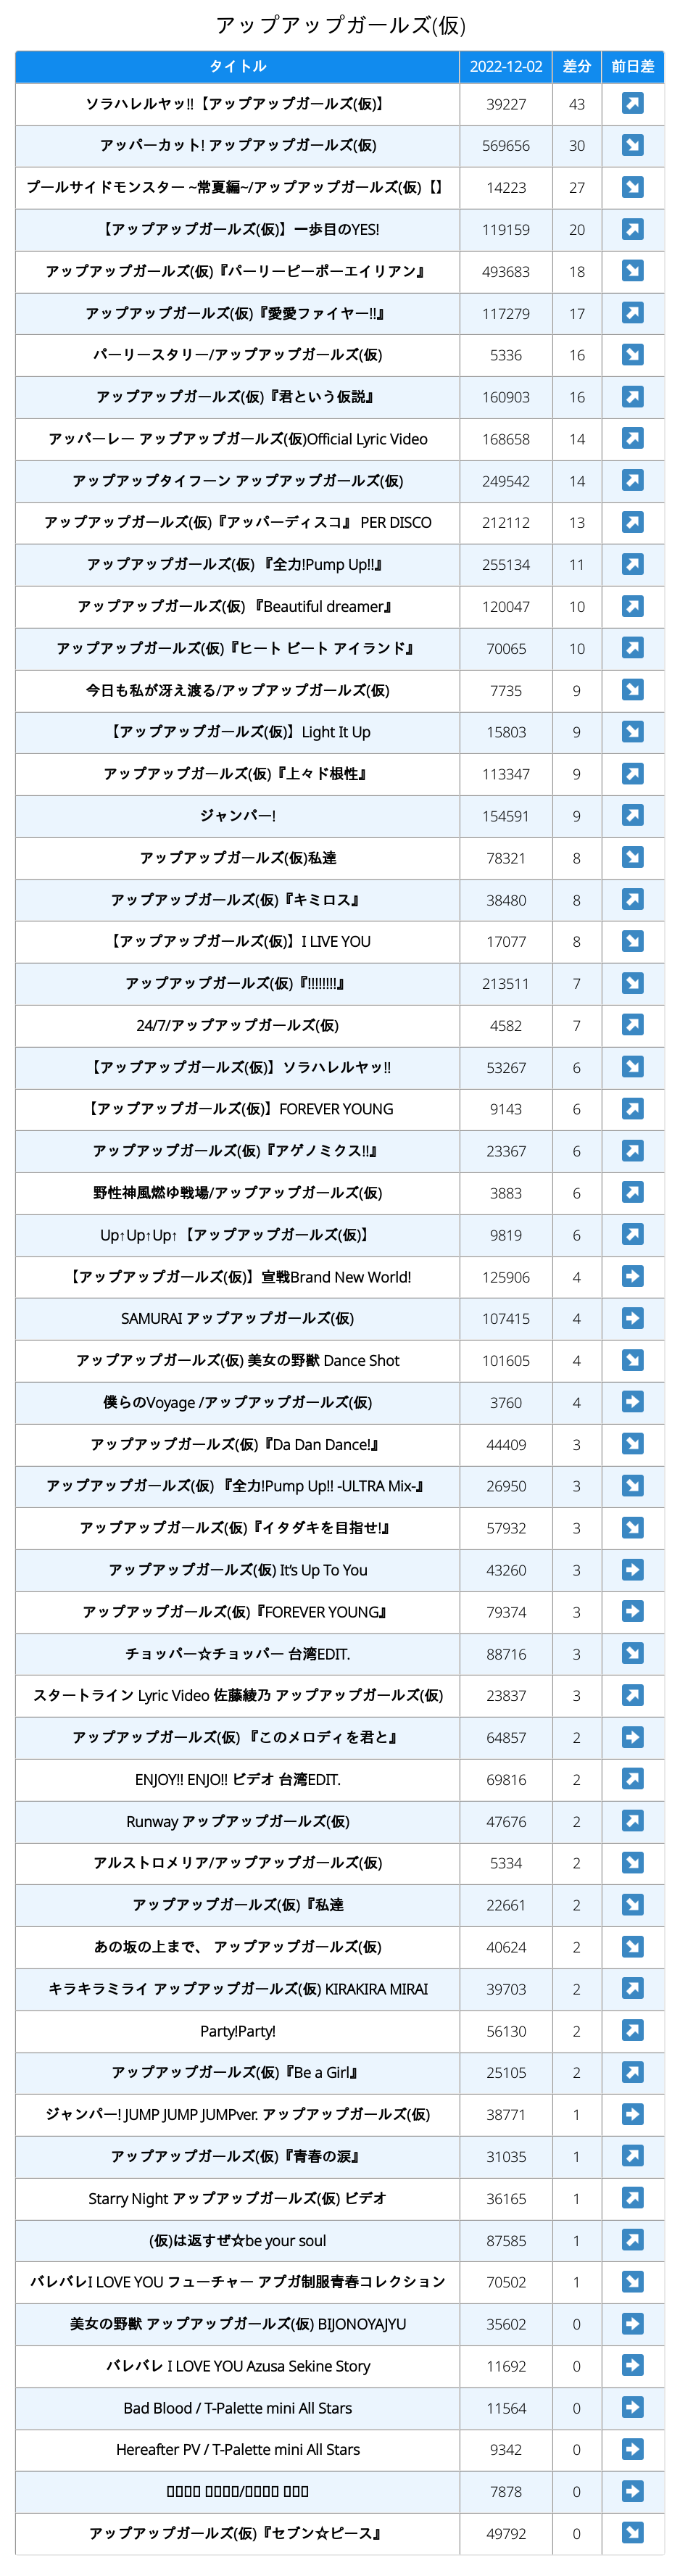 アップアップガールズ(仮)
タイトル 2022-12-02 差分 前日差
ソラハレルヤッ!!【アップアップガールズ(仮)】 39227 43 ↗
アッパーカット! アップアップガールズ(仮) 569656 30 ↘
プールサイドモンスター ~常夏編~/アップアップガールズ(仮)【】 14223 27 ↘
【アップアップガールズ(仮)】一歩目のYES! 119159 20 ↗
アップアップガールズ(仮)『パーリーピーポーエイリアン』 493683 18 ↘
アップアップガールズ(仮)『愛愛ファイヤー!!』 117279 17 ↗
パーリースタリー/アップアップガールズ(仮) 5336 16 ↘
アップアップガールズ(仮)『君という仮説』 160903 16 ↗
アッパーレー アップアップガールズ(仮)Official Lyric Video 168658 14 ↗
アップアップタイフーン アップアップガールズ(仮) 249542 14 ↗
アップアップガールズ(仮)『アッパーディスコ』 PER DISCO 212112 13 ↗
アップアップガールズ(仮) 『全力!Pump Up!!』 255134 11 ↗
アップアップガールズ(仮) 『Beautiful dreamer』 120047 10 ↗
アップアップガールズ(仮)『ヒート ビート アイランド』 70065 10 ↗
今日も私が冴え渡る/アップアップガールズ(仮) 7735 9 ↘
【アップアップガールズ(仮)】Light It Up 15803 9 ↘
アップアップガールズ(仮)『上々ド根性』 113347 9 ↗
ジャンパー! 154591 9 ↗
アップアップガールズ(仮)私達 78321 8 ↘
アップアップガールズ(仮)『キミロス』 38480 8 ↗
【アップアップガールズ(仮)】I LIVE YOU 17077 8 ↘
アップアップガールズ(仮)『!!!!!!!!』 213511 7 ↘
24/7/アップアップガールズ(仮) 4582 7 ↗
【アップアップガールズ(仮)】ソラハレルヤッ!! 53267 6 ↘
【アップアップガールズ(仮)】FOREVER YOUNG 9143 6 ↗
アップアップガールズ(仮)『アゲノミクス!!』 23367 6 ↗
野性神風燃ゆ戦場/アップアップガールズ(仮) 3883 6 ↗
Up↑Up↑Up↑【アップアップガールズ(仮)】 9819 6 ↗
【アップアップガールズ(仮)】宣戦Brand New World! 125906 4 →
SAMURAI アップアップガールズ(仮) 107415 4 →
アップアップガールズ(仮) 美女の野獣 Dance Shot 101605 4 ↘
僕らのVoyage /アップアップガールズ(仮) 3760 4 →
アップアップガールズ(仮)『Da Dan Dance!』 44409 3 ↘
アップアップガールズ(仮) 『全力!Pump Up!! -ULTRA Mix-』 26950 3 ↘
アップアップガールズ(仮)『イタダキを目指せ!』 57932 3 ↘
アップアップガールズ(仮) It's Up To You 43260 3 →
アップアップガールズ(仮)『FOREVER YOUNG』 79374 3 →
チョッパー☆チョッパー 台湾EDIT. 88716 3 ↘
スタートライン Lyric Video 佐藤綾乃 アップアップガールズ(仮) 23837 3 ↗
アップアップガールズ(仮) 『このメロディを君と』 64857 2 →
ENJOY!! ENJO!! ビデオ 台湾EDIT. 69816 2 ↗
Runway アップアップガールズ(仮) 47676 2 ↗
アルストロメリア/アップアップガールズ(仮) 5334 2 ↘
アップアップガールズ(仮)『私達 22661 2 ↘
あの坂の上まで、 アップアップガールズ(仮) 40624 2 ↘
キラキラミライ アップアップガールズ(仮) KIRAKIRA MIRAI 39703 2 ↗
Party!Party! 56130 2 ↗
アップアップガールズ(仮)『Be a Girl』 25105 2 ↗
ジャンパー! JUMP JUMP JUMPver. アップアップガールズ(仮) 38771 1 →
アップアップガールズ(仮)『青春の涙』 31035 1 ↗
Starry Night アップアップガールズ(仮) ビデオ 36165 1 ↗
(仮)は返すぜ☆be your soul 87585 1 ↗
バレバレI LOVE YOU フューチャー アプガ制服青春コレクション 70502 1 ↘
美女の野獣 アップアップガールズ(仮) BIJONOYAJYU 35602 0 →
バレバレ I LOVE YOU Azusa Sekine Story 11692 0 →
Bad Blood / T-Palette mini All Stars 11564 0 →
Hereafter PV / T-Palette mini All Stars 9342 0 →
7878 0 →
アップアップガールズ(仮)『セブン☆ピース』 49792 0 ↘